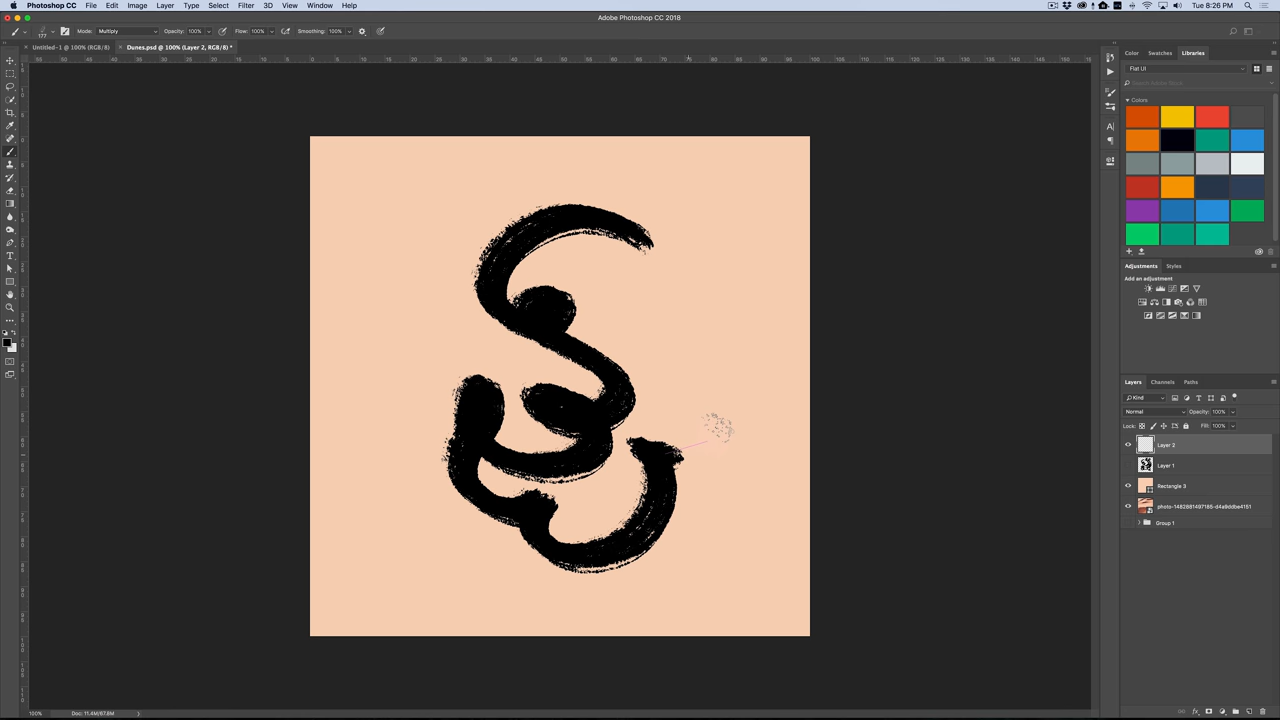 Photoshop CC File Edit Image Layer Type Select Filter 3D View Window Help Tue 8:26 PM
Adobe Photoshop CC 2018
177 Mode: Multiply Opacity: 100% Flow: 100% Smoothing: 100%
Untitled-1 @ 100% (RGB/8) Dunes.psd @ 100% (Layer 2, RGB/8) *
Color Swatches Libraries
Flat UI
Colors
Adjustments Styles
Add an adjustment
Layers Channels Paths
Kind
Normal Opacity: 100%
Lock: Fill: 100%
Layer 2
Layer 1
Rectangle 3
photo-1482881497185-d4a9ddbe4151
Group 1
100% Doc: 11.4M/67.8M